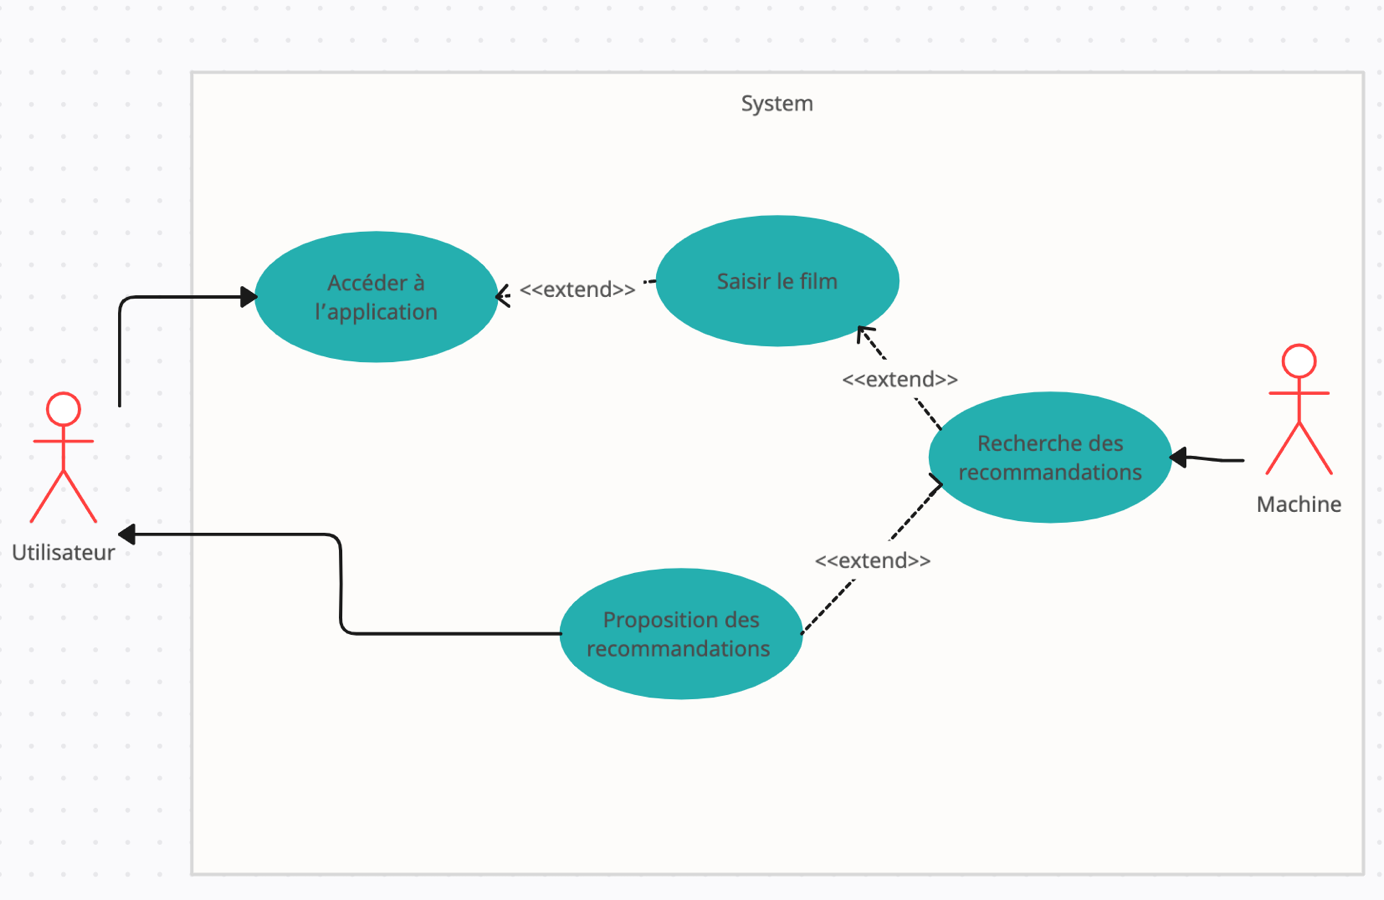 System
Accéder à
l’application
<<extend>>
Saisir le film
<<extend>>
Recherche des
recommandations
Machine
Utilisateur
<<extend>>
Proposition des
recommandations